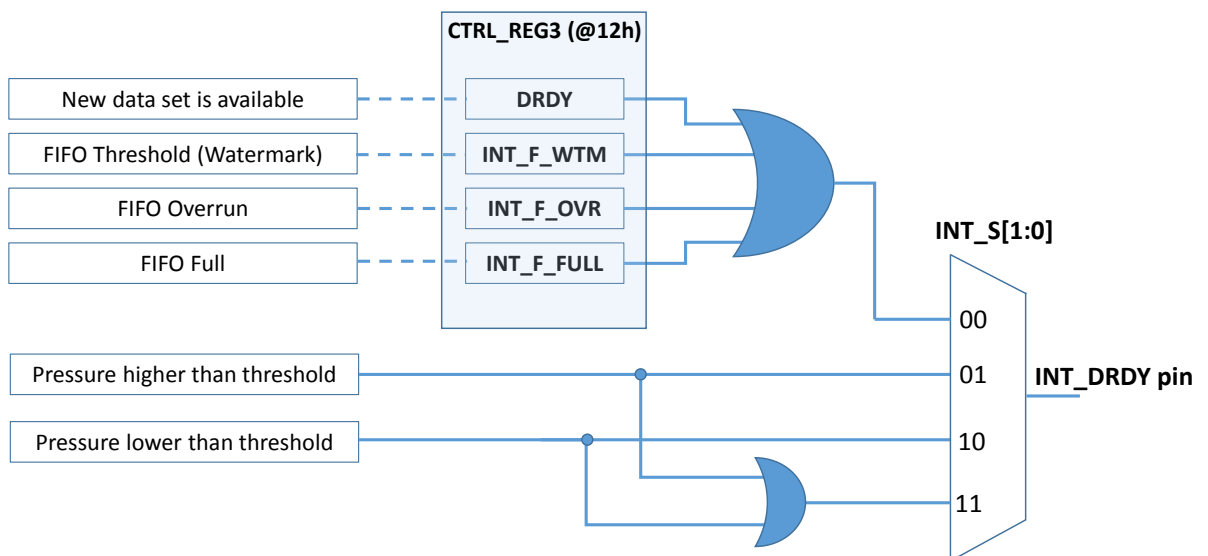 CTRL_REG3 (@12h)
New data set is available
DRDY
FIFO Threshold (Watermark)
INT_F_WTM
FIFO Overrun
INT_F_OVR
FIFO Full
INT_F_FULL
INT_S[1:0]
00
Pressure higher than threshold
01
INT_DRDY pin
Pressure lower than threshold
10
11